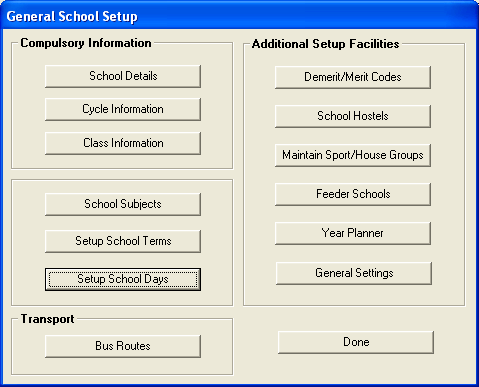 General School Setup
Compulsory Information
School Details
Cycle Information
Class Information
School Subjects
Setup School Terms
Setup School Days
Transport
Bus Routes
Additional Setup Facilities
Demerit/Merit Codes
School Hostels
Maintain Sport/House Groups
Feeder Schools
Year Planner
General Settings
Done